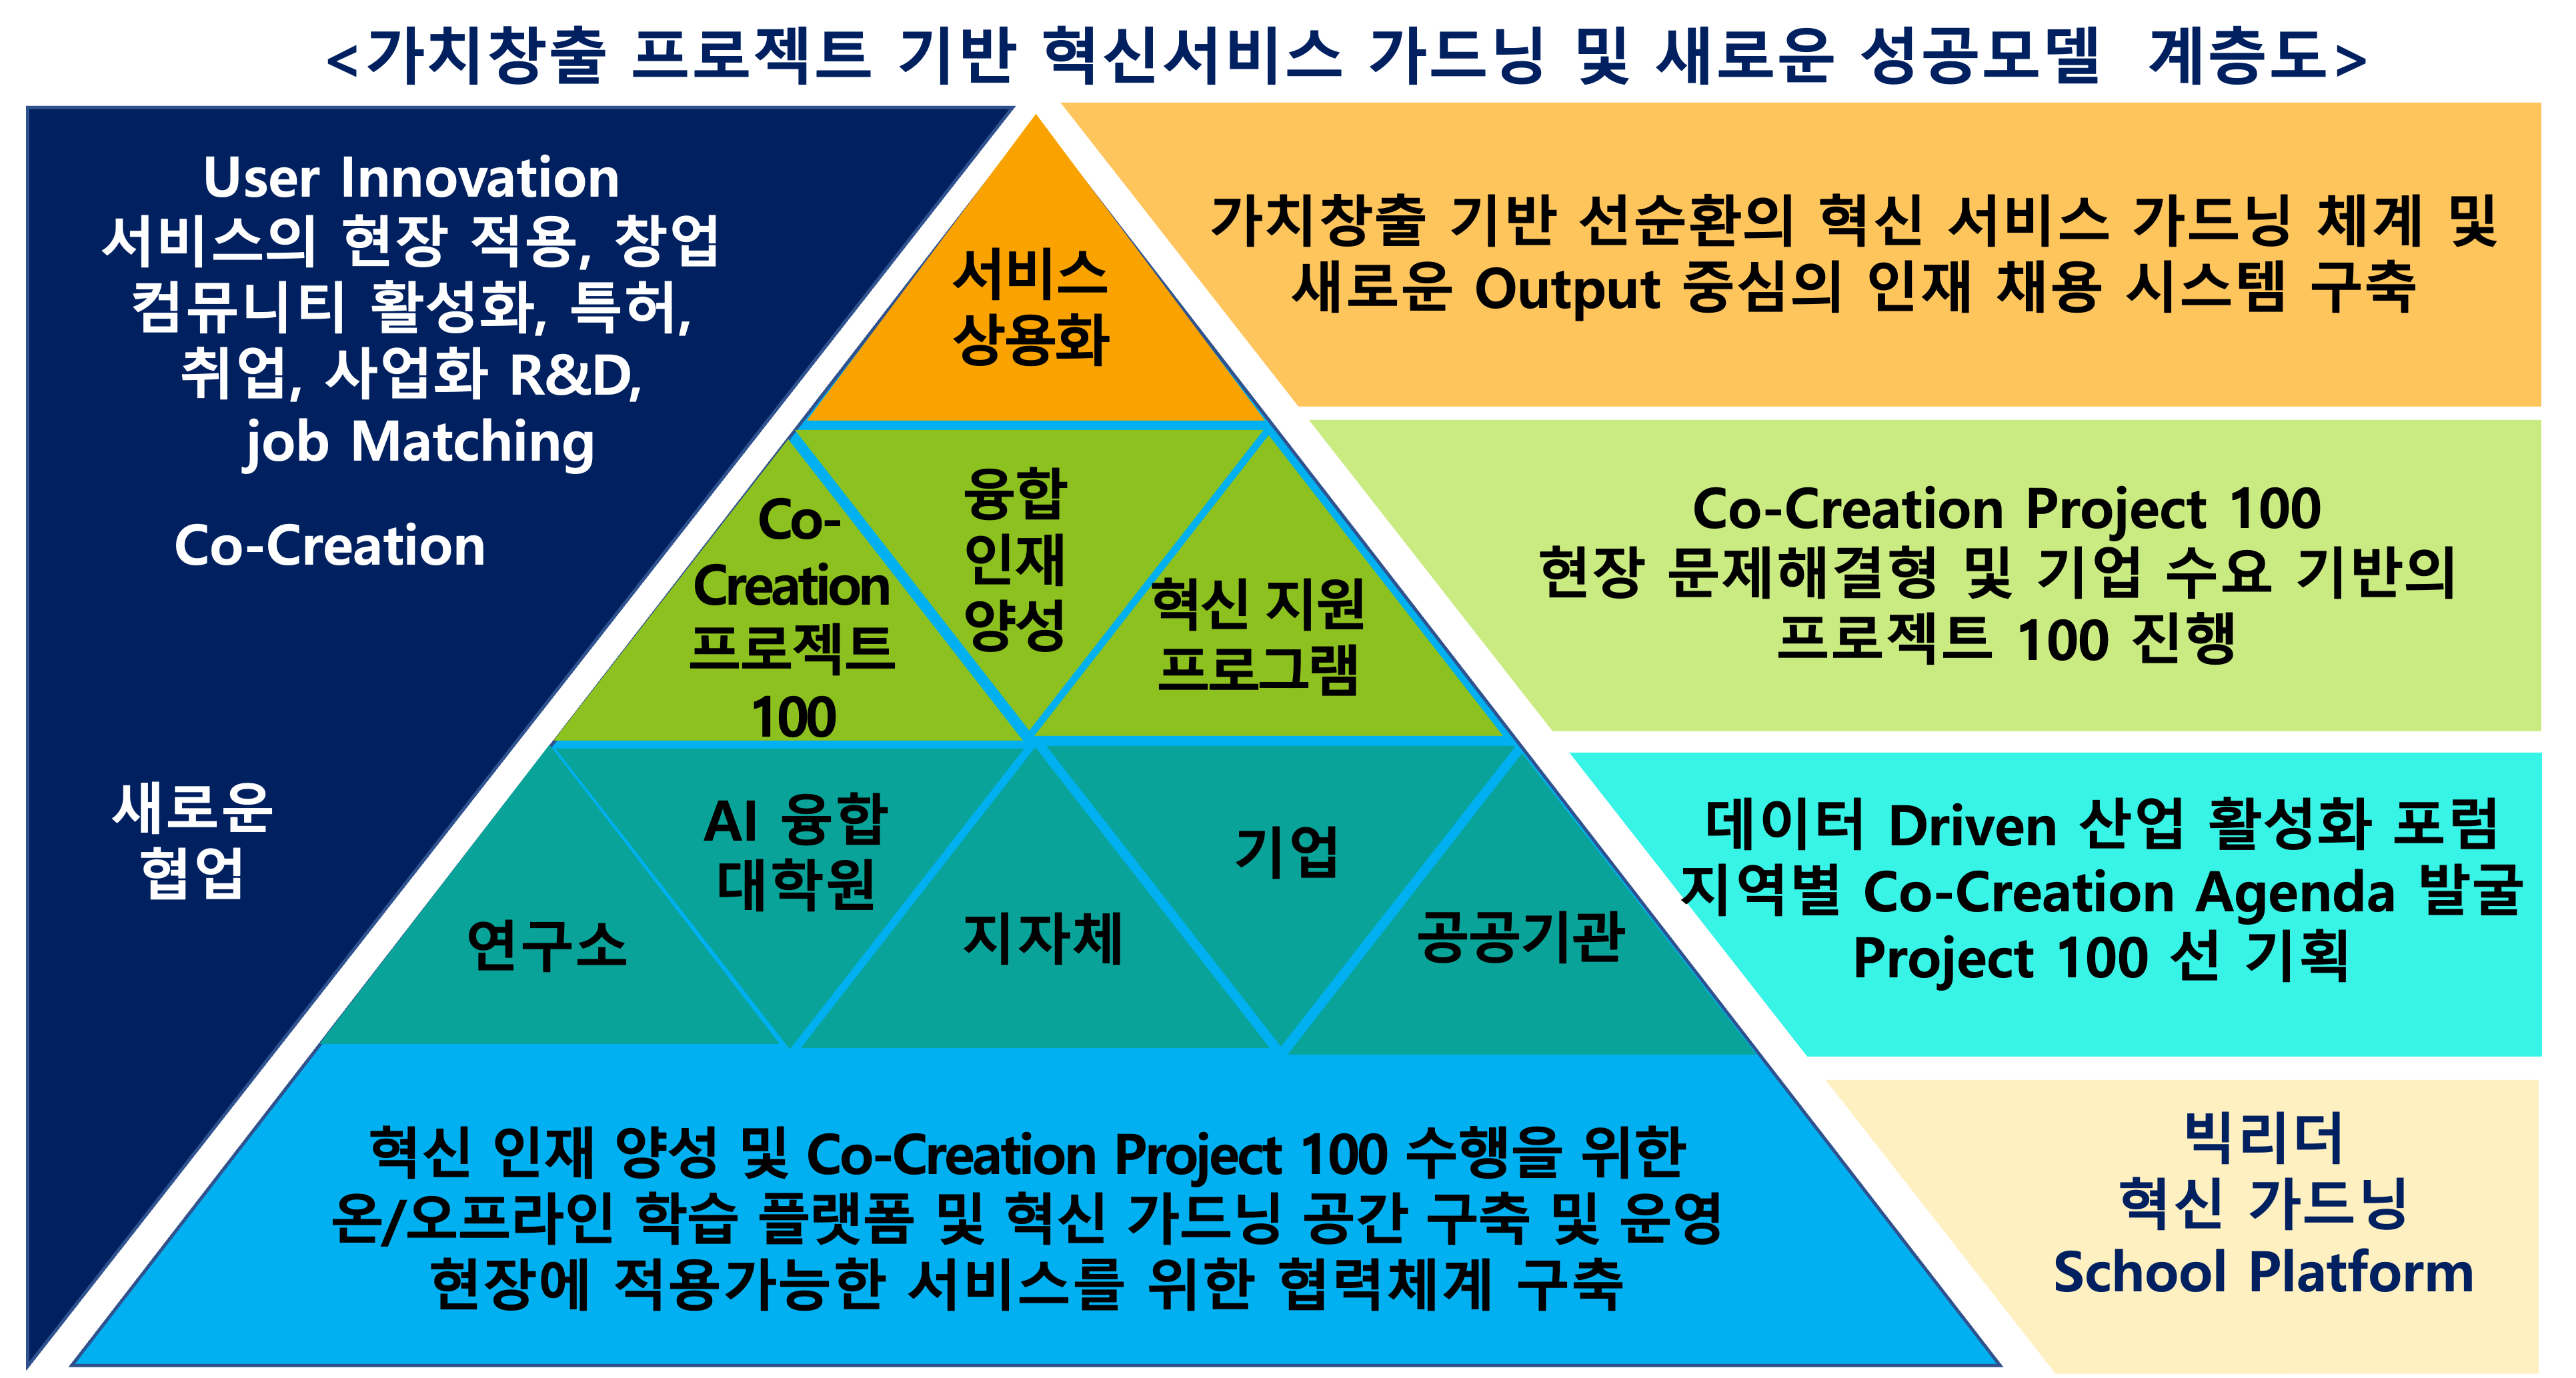 <가치창출 프로젝트 기반 혁신서비스 가드닝 및 새로운 성공모델 계층도>
User Innovation
서비스의 현장 적용, 창업
컴뮤니티 활성화, 특허,
취업, 사업화 R&D,
job Matching
Co-Creation
새로운
협업
서비스
상용화
Co-
Creation
프로젝트
100
융합
인재
양성
혁신 지원
프로그램
연구소
AI 융합
대학원
지자체
기업
공공기관
혁신 인재 양성 및 Co-Creation Project 100 수행을 위한
온/오프라인 학습 플랫폼 및 혁신 가드닝 공간 구축 및 운영
현장에 적용가능한 서비스를 위한 협력체계 구축
가치창출 기반 선순환의 혁신 서비스 가드닝 체계 및
새로운 Output 중심의 인재 채용 시스템 구축
Co-Creation Project 100
현장 문제해결형 및 기업 수요 기반의
프로젝트 100 진행
데이터 Driven 산업 활성화 포럼
지역별 Co-Creation Agenda 발굴
Project 100 선 기획
빅리더
혁신 가드닝
School Platform